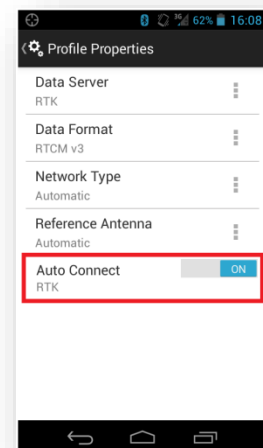 3G 62% 16:08
Profile Properties
Data Server
RTK
Data Format
RTCM v3
Network Type
Automatic
Reference Antenna
Automatic
Auto Connect
ON
RTK